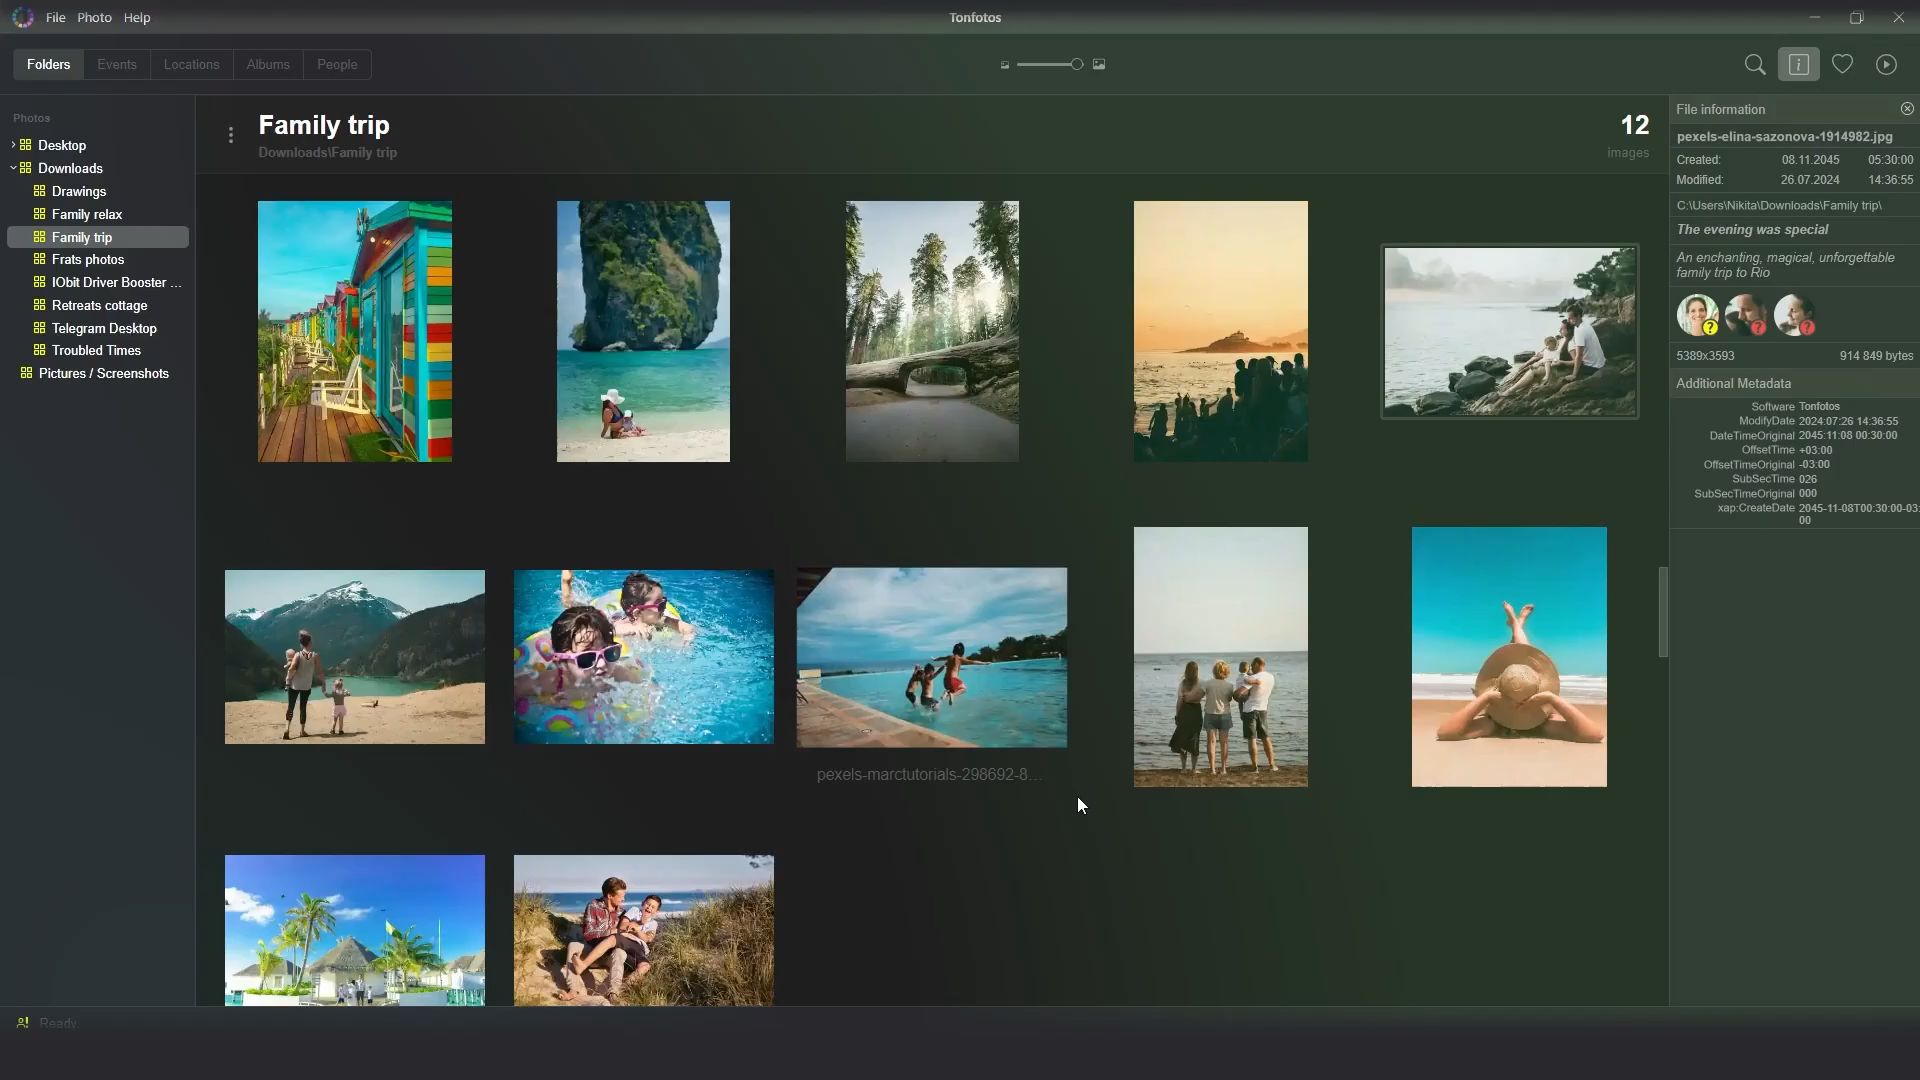 File Photo Help
Tonfotos
Folders Events Locations Albums People
Photos
Desktop
Downloads
Drawings
Family relax
Family trip
Frats photos
IObit Driver Booster ...
Retreats cottage
Telegram Desktop
Troubled Times
Pictures / Screenshots
Family trip
Downloads\Family trip
12
images
pexels-marctutorials-298692-8...
File information
pexels-elina-sazonova-1914982.jpg
Created: 08.11.2045 05:30:00
Modified: 26.07.2024 14:36:55
C:\Users\Nikita\Downloads\Family trip\
The evening was special
An enchanting, magical, unforgettable
family trip to Rio
? ? ?
5389x3593 914 849 bytes
Additional Metadata
Software Tonfotos
ModifyDate 2024:07:26 14:36:55
DateTimeOriginal 2045:11:08 00:30:00
OffsetTime +03:00
OffsetTimeOriginal -03:00
SubSecTime 026
SubSecTimeOriginal 000
xap:CreateDate 2045-11-08T00:30:00-03:
00
Ready.